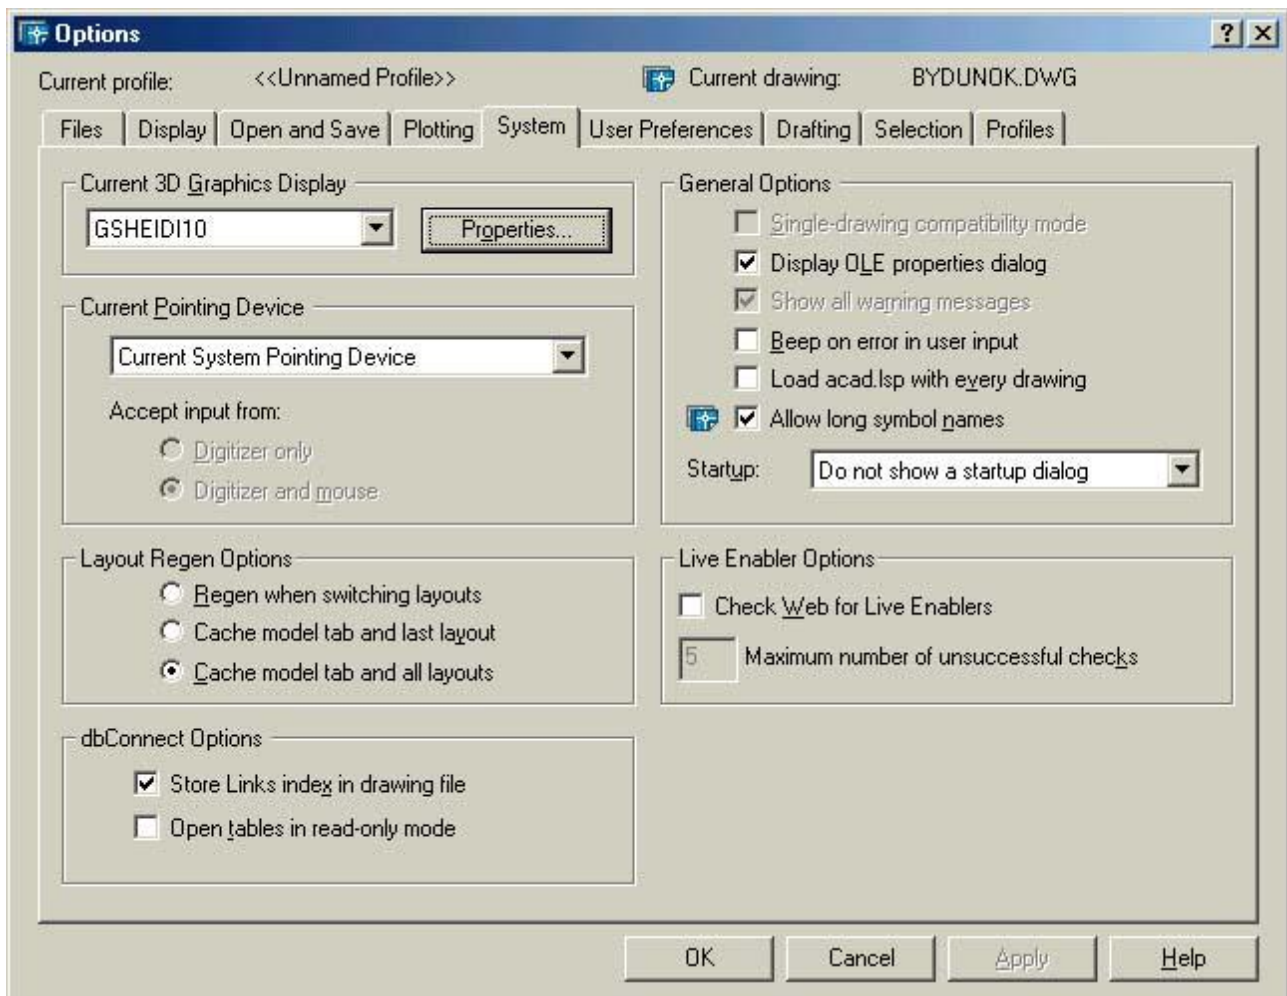 Options
Current profile: <<Unnamed Profile>> Current drawing: BYDUNOK.DWG
Files Display Open and Save Plotting System User Preferences Drafting Selection Profiles
Current 3D Graphics Display
GSHEIDI10 Properties...
Current Pointing Device
Current System Pointing Device
Accept input from:
Digitizer only
Digitizer and mouse
Layout Regen Options
Regen when switching layouts
Cache model tab and last layout
Cache model tab and all layouts
dbConnect Options
Store Links index in drawing file
Open tables in read-only mode
General Options
Single-drawing compatibility mode
Display OLE properties dialog
Show all warning messages
Beep on error in user input
Load acad.lsp with every drawing
Allow long symbol names
Startup: Do not show a startup dialog
Live Enabler Options
Check Web for Live Enablers
5 Maximum number of unsuccessful checks
OK Cancel Apply Help